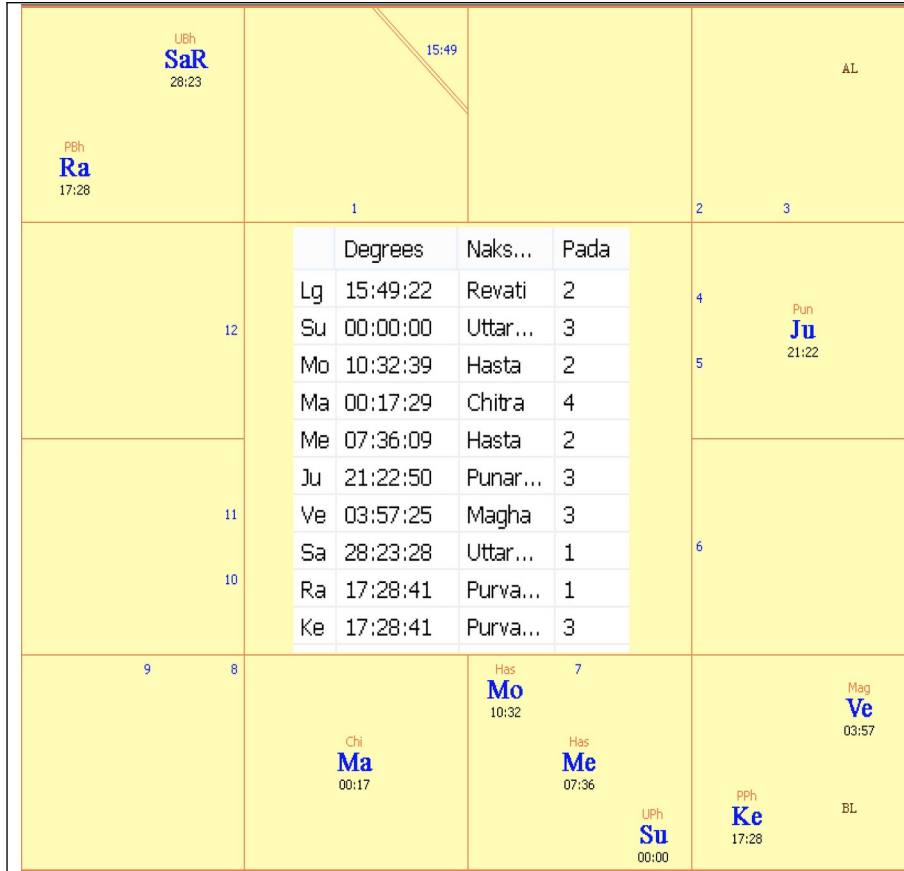 UBh
SaR
28:23
15:49
AL
PBh
Ra
17:28
1
2
3
Degrees Naks... Pada
Lg 15:49:22 Revati 2
Su 00:00:00 Uttar... 3
Mo 10:32:39 Hasta 2
Ma 00:17:29 Chitra 4
Me 07:36:09 Hasta 2
Ju 21:22:50 Punar... 3
Ve 03:57:25 Magha 3
Sa 28:23:28 Uttar... 1
Ra 17:28:41 Purva... 1
Ke 17:28:41 Purva... 3
12
11
10
4
5
Pun
Ju
21:22
6
9
8
Chi
Ma
00:17
Has
Mo
10:32
7
Has
Me
07:36
UPh
Su
00:00
Mag
Ve
03:57
PPh
Ke
17:28
BL